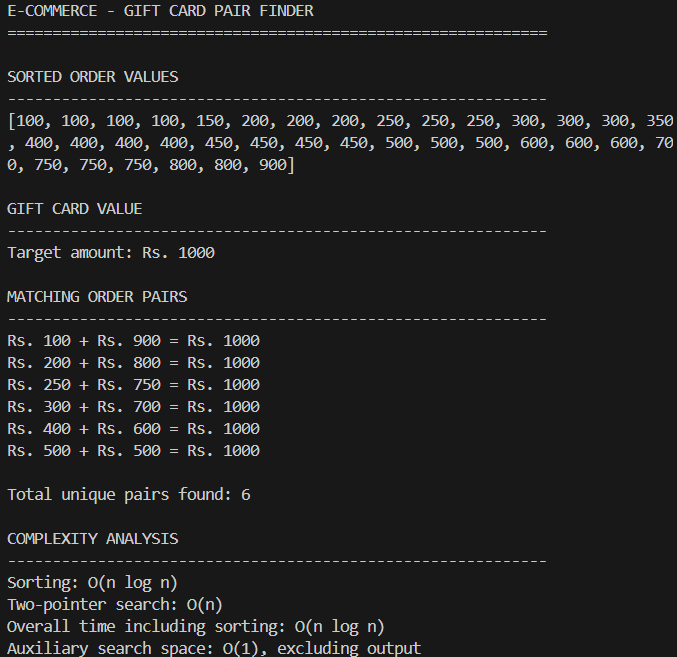 E-COMMERCE - GIFT CARD PAIR FINDER
============================================================
SORTED ORDER VALUES
------------------------------------------------------------
[100, 100, 100, 100, 150, 200, 200, 200, 250, 250, 250, 300, 300, 300, 350
, 400, 400, 400, 400, 450, 450, 450, 450, 500, 500, 500, 600, 600, 600, 70
0, 750, 750, 750, 800, 800, 900]
GIFT CARD VALUE
------------------------------------------------------------
Target amount: Rs. 1000
MATCHING ORDER PAIRS
------------------------------------------------------------
Rs. 100 + Rs. 900 = Rs. 1000
Rs. 200 + Rs. 800 = Rs. 1000
Rs. 250 + Rs. 750 = Rs. 1000
Rs. 300 + Rs. 700 = Rs. 1000
Rs. 400 + Rs. 600 = Rs. 1000
Rs. 500 + Rs. 500 = Rs. 1000
Total unique pairs found: 6
COMPLEXITY ANALYSIS
------------------------------------------------------------
Sorting: O(n log n)
Two-pointer search: O(n)
Overall time including sorting: O(n log n)
Auxiliary search space: O(1), excluding output